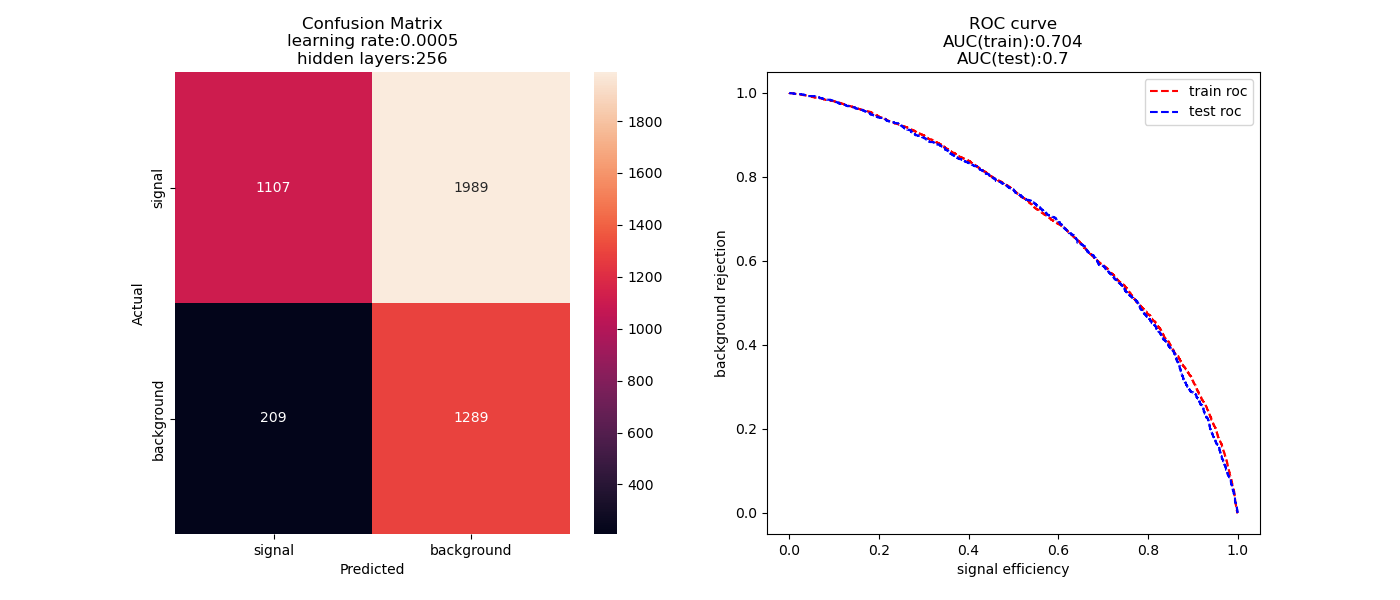 Confusion Matrix
learning rate:0.0005
hidden layers:256
signal
background
Actual
1107
1989
209
1289
signal
background
Predicted
1800
1600
1400
1200
1000
800
600
400
ROC curve
AUC(train):0.704
AUC(test):0.7
train roc
test roc
background rejection
1.0
0.8
0.6
0.4
0.2
0.0
0.0
0.2
0.4
0.6
0.8
1.0
signal efficiency